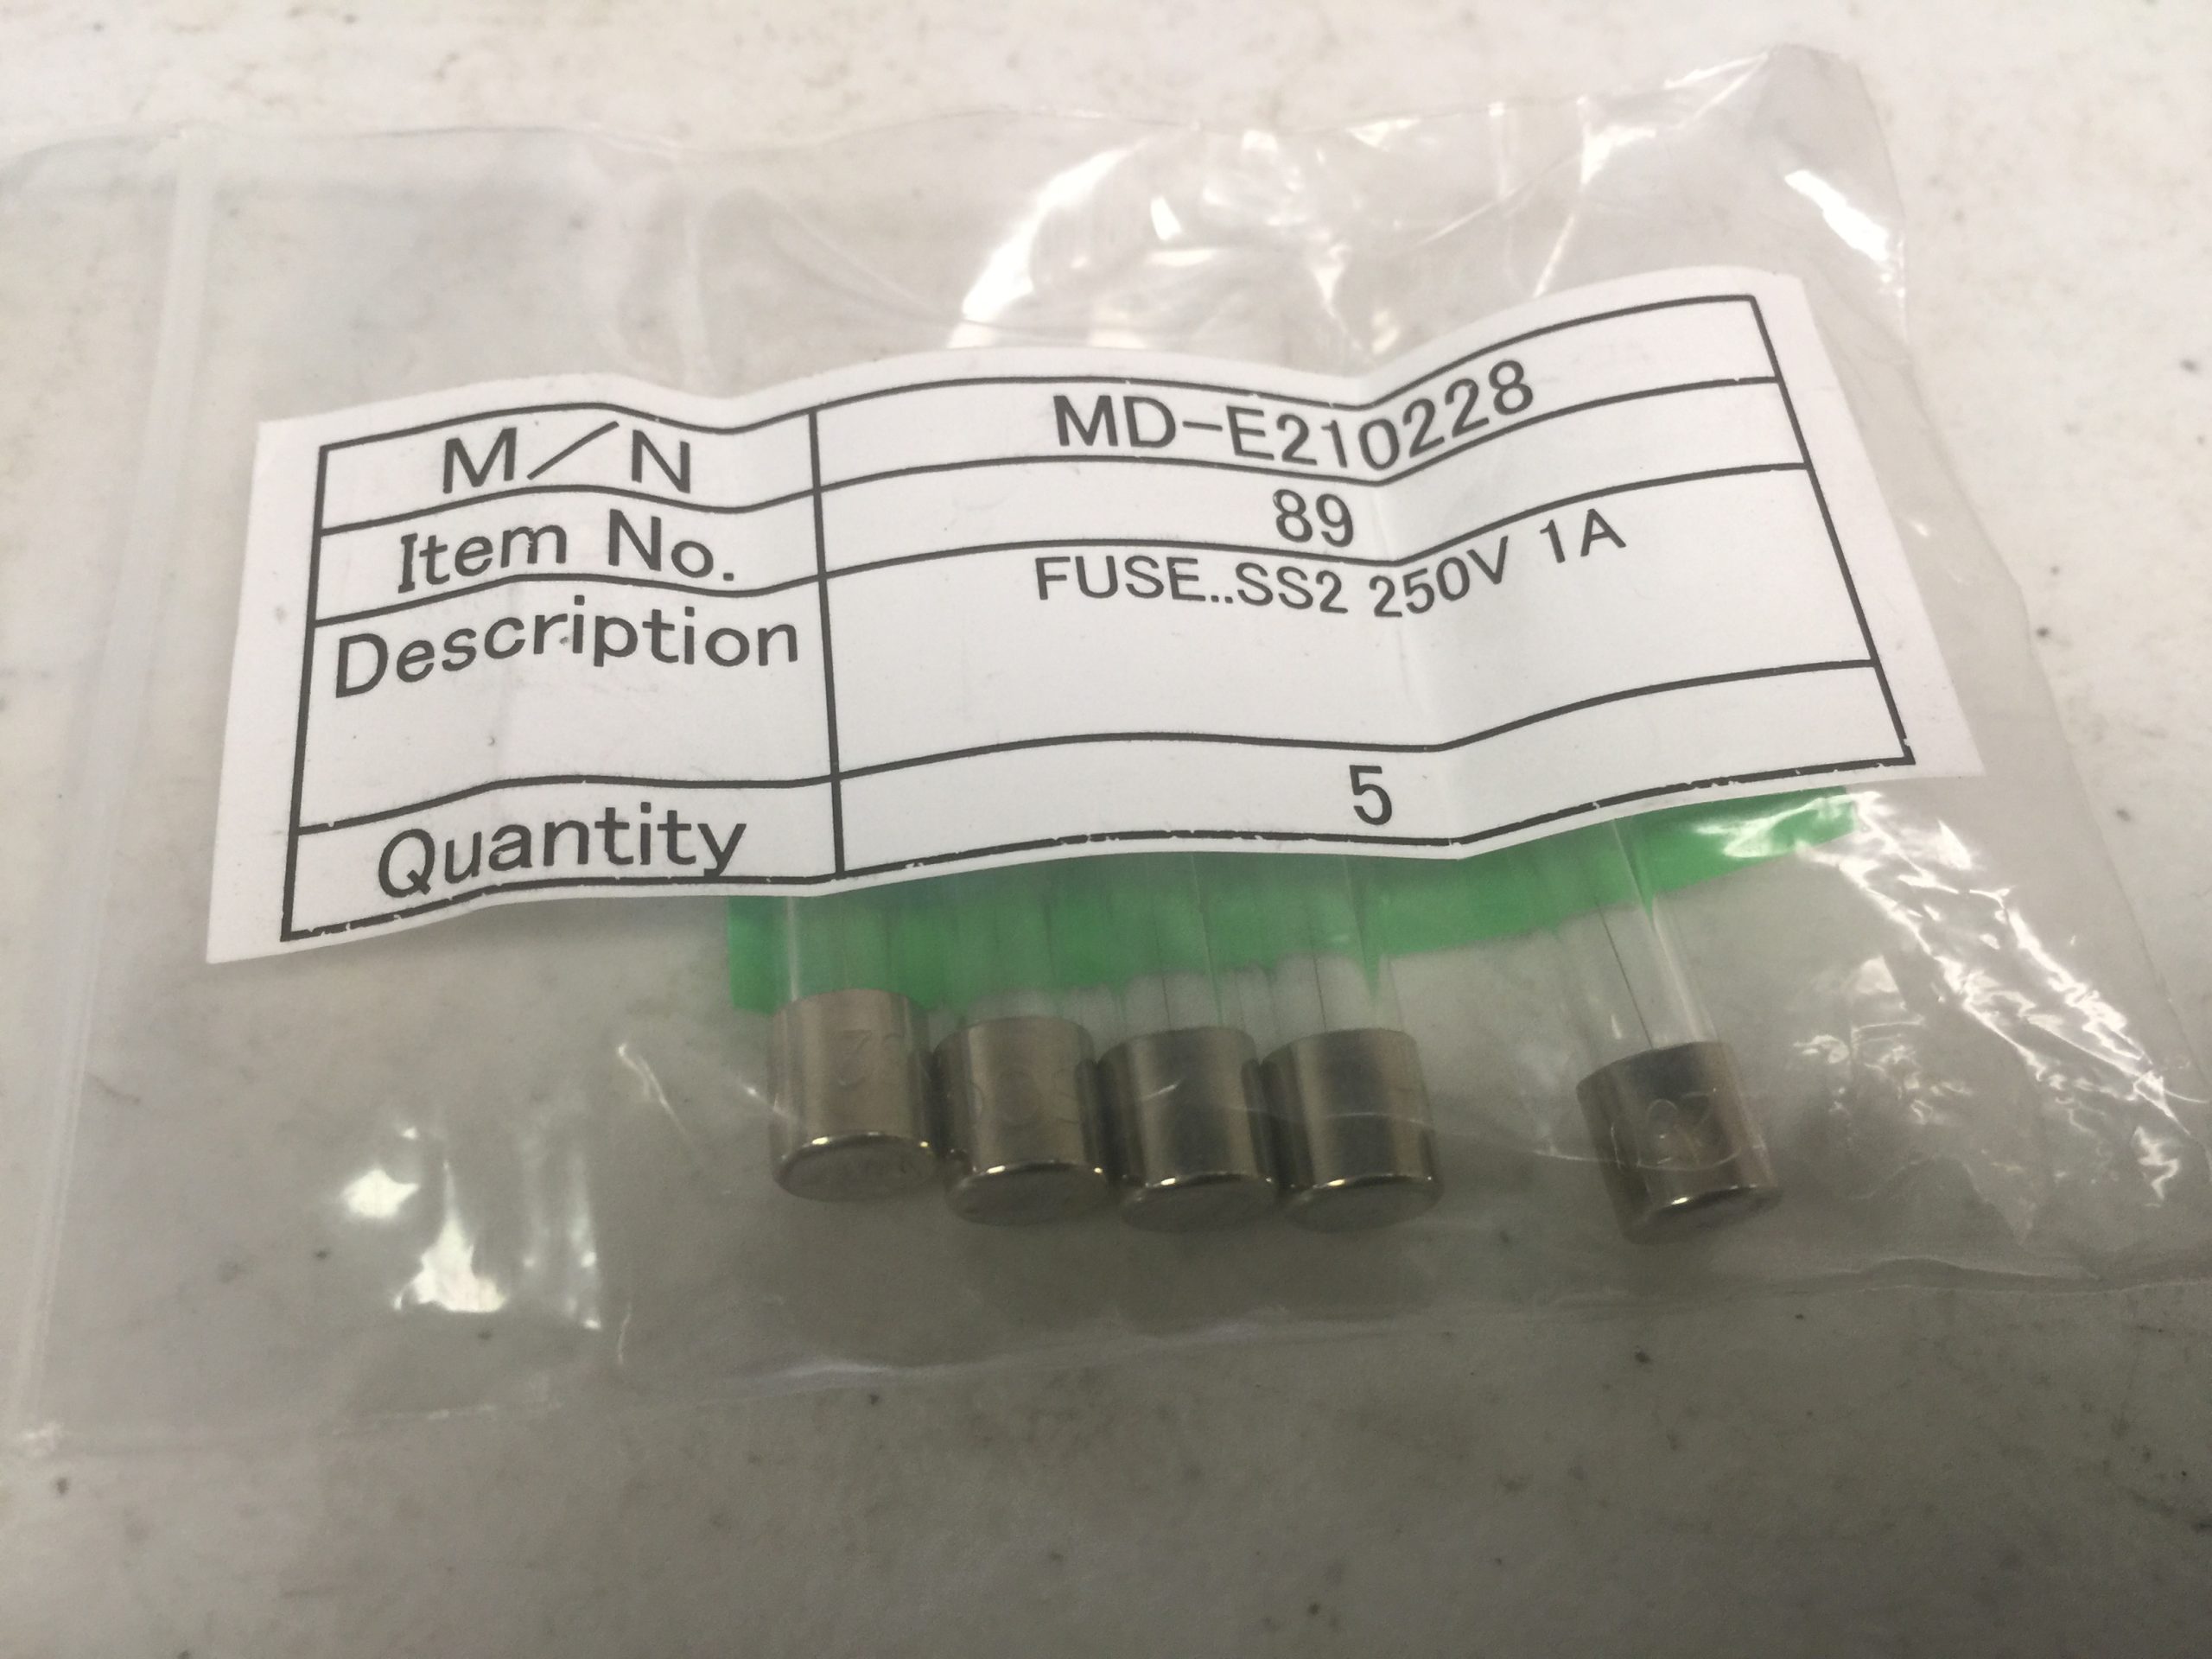 M／N MD-E210228
Item No. 89
Description FUSE..SS2 250V 1A
Quantity 5